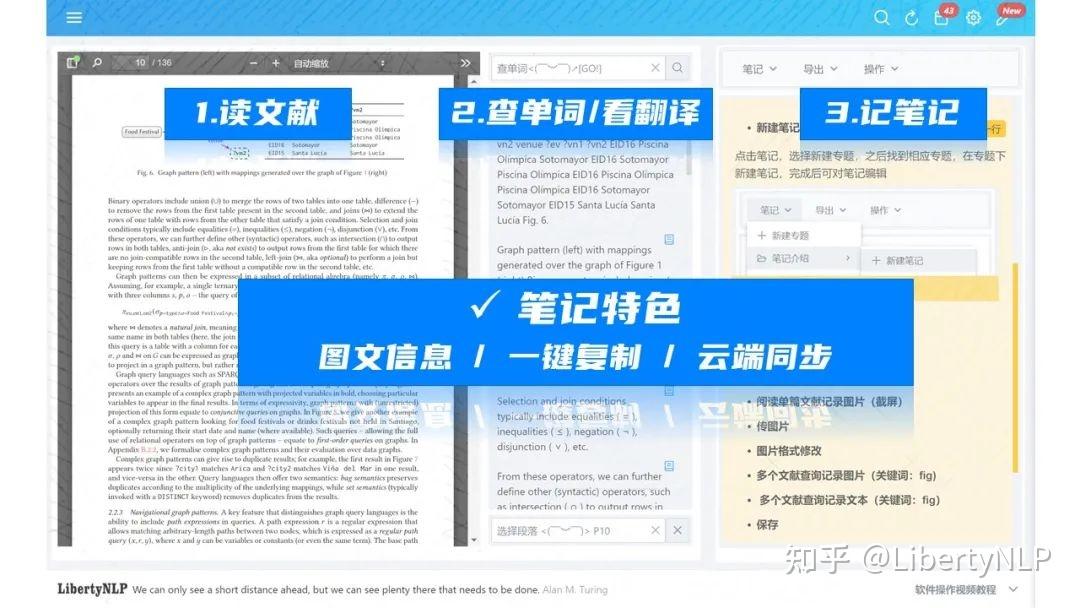 43
New
10 / 136
自动缩放
查单词<(︶︶)↗[GO!]
笔记
导出
操作
1.读文献
2.查单词/看翻译
3.记笔记
?vn2
Sotomayor
Piscina Olímpica
Piscina Olímpica
EID16 Sotomayor Sotomayor
EID15 Santa Lucía Santa Lucía
Food Festival
?vn2
Fig. 6. Graph pattern (left) with mappings generated over the graph of Figure 1 (right)
Binary operators include union (∪) to merge the rows of two tables into one table, difference (−)
to remove the rows from the first table present in the second table, and joins (⋈) to extend the
rows of one table with rows from the other table that satisfy a join condition. Selection and join
conditions typically include equalities (=), inequalities (≤), negation (¬), disjunction (∨), etc. From
these operators, we can further define other (syntactic) operators, such as intersection (∩) to output
rows in both tables, anti-join (▷, aka not exists) to output rows from the first table for which there
are no join-compatible rows in the second table, left-join (⟕, aka optional) to perform a join but
keeping rows from the first table without a compatible row in the second table, etc.
Graph patterns can then be expressed in a subset of relational algebra (namely π, σ, ρ, ⋈)
Assuming, for example, a single ternary
with three columns s, p, o – the query of
where ⋈ denotes a natural join, meaning
same name in both tables (here, the join
this query is a table with a column for each
σ, ρ and ⋈ on G can be expressed as graph
to project in a graph pattern, but rather
Graph query languages such as SPARQL
operators over the results of graph
presents an example of a complex graph pattern with projected variables in bold, choosing particular
variables to appear in the final results. In terms of expressivity, graph patterns with (unrestricted)
projection of this form equate to conjunctive queries on graphs. In Figure 8, we give another example
of a complex graph pattern looking for food festivals or drinks festivals not held in Santiago,
optionally returning their start date and name (where available). Such queries – allowing the full
use of relational operators on top of graph patterns – equate to first-order queries on graphs. In
Appendix B.2.2, we formalise complex graph patterns and their evaluation over data graphs.
Complex graph patterns can give rise to duplicate results; for example, the first result in Figure 7
appears twice since ?city1 matches Arica and ?city2 matches Viña del Mar in one result,
and vice-versa in the other. Query languages then offer two semantics: bag semantics preserves
duplicates according to the multiplicity of the underlying mappings, while set semantics (typically
invoked with a DISTINCT keyword) removes duplicates from the results.
2.2.3 Navigational graph patterns. A key feature that distinguishes graph query languages is the
ability to include path expressions in queries. A path expression r is a regular expression that
allows matching arbitrary-length paths between two nodes, which is expressed as a regular path
query (x, r, y), where x and y can be variables or constants (or even the same term). The base path
vn2 venue ?ev ?vn1 ?vn2 EID16 Piscina
Olímpica Sotomayor EID16 Sotomayor
Piscina Olímpica EID16 Piscina Olímpica
Piscina Olímpica EID16 Sotomayor
Sotomayor EID15 Santa Lucía Santa
Lucía Fig. 6.
Graph pattern (left) with mappings
generated over the graph of Figure 1
✓ 笔记特色
图文信息 / 一键复制 / 云端同步
Selection and join conditions
typically include equalities ( = ),
inequalities ( ≤ ), negation ( ¬ ),
disjunction ( ∨ ), etc.
From these operators, we can further
define other (syntactic) operators, such
as intersection ( ∩ ) to output rows in
选择段落 <(︶︶)> P10
• 新建笔记
点击笔记，选择新建专题，之后找到相应专题，在专题下
新建笔记，完成后可对笔记编辑
笔记
导出
操作
+ 新建专题
笔记介绍
+ 新建笔记
• 阅读单篇文献记录图片（截屏）
• 传图片
• 图片格式修改
• 多个文献查询记录图片（关键词：fig）
• 多个文献查询记录文本（关键词：fig）
• 保存
知乎 @LibertyNLP
LibertyNLP We can only see a short distance ahead, but we can see plenty there that needs to be done. Alan M. Turing
软件操作视频教程